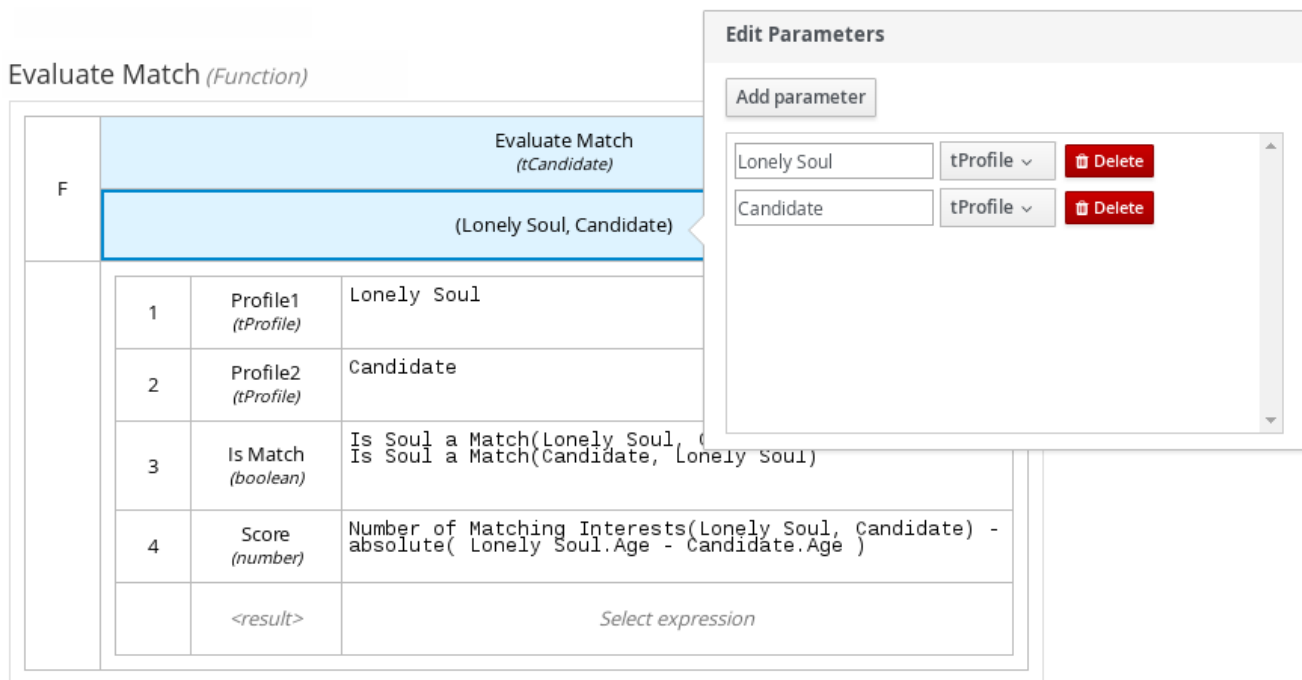 Edit Parameters
Evaluate Match (Function)
Add parameter
Evaluate Match
(tCandidate)
F
(Lonely Soul, Candidate)
Lonely Soul tProfile Delete
Candidate tProfile Delete
1 Profile1 Lonely Soul
(tProfile)
2 Profile2 Candidate
(tProfile)
3 Is Match Is Soul a Match(Lonely Soul,
(boolean) Is Soul a Match(Candidate, Lonely Soul)
4 Score Number of Matching Interests(Lonely Soul, Candidate) -
(number) absolute( Lonely Soul.Age - Candidate.Age )
<result> Select expression